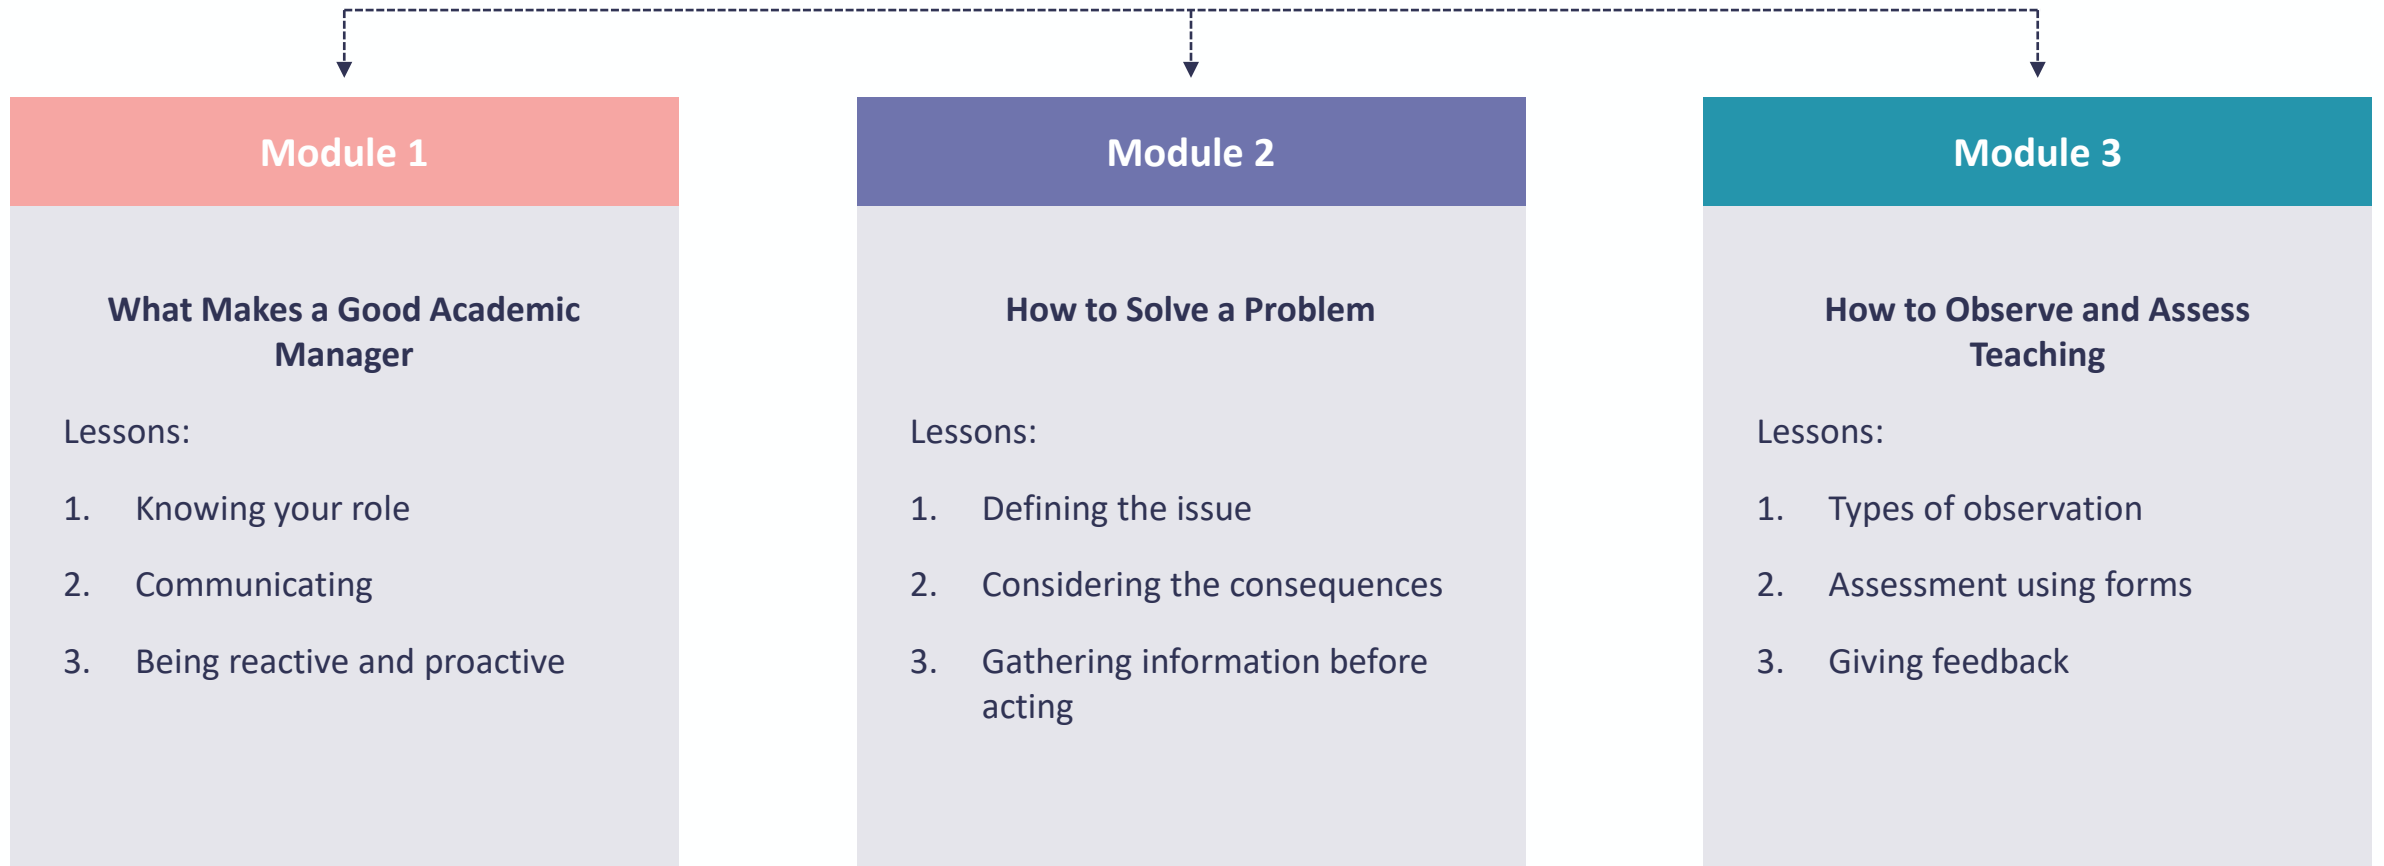 Module 1
What Makes a Good Academic
Manager
Lessons:
1. Knowing your role
2. Communicating
3. Being reactive and proactive
Module 2
How to Solve a Problem
Lessons:
1. Defining the issue
2. Considering the consequences
3. Gathering information before
acting
Module 3
How to Observe and Assess
Teaching
Lessons:
1. Types of observation
2. Assessment using forms
3. Giving feedback